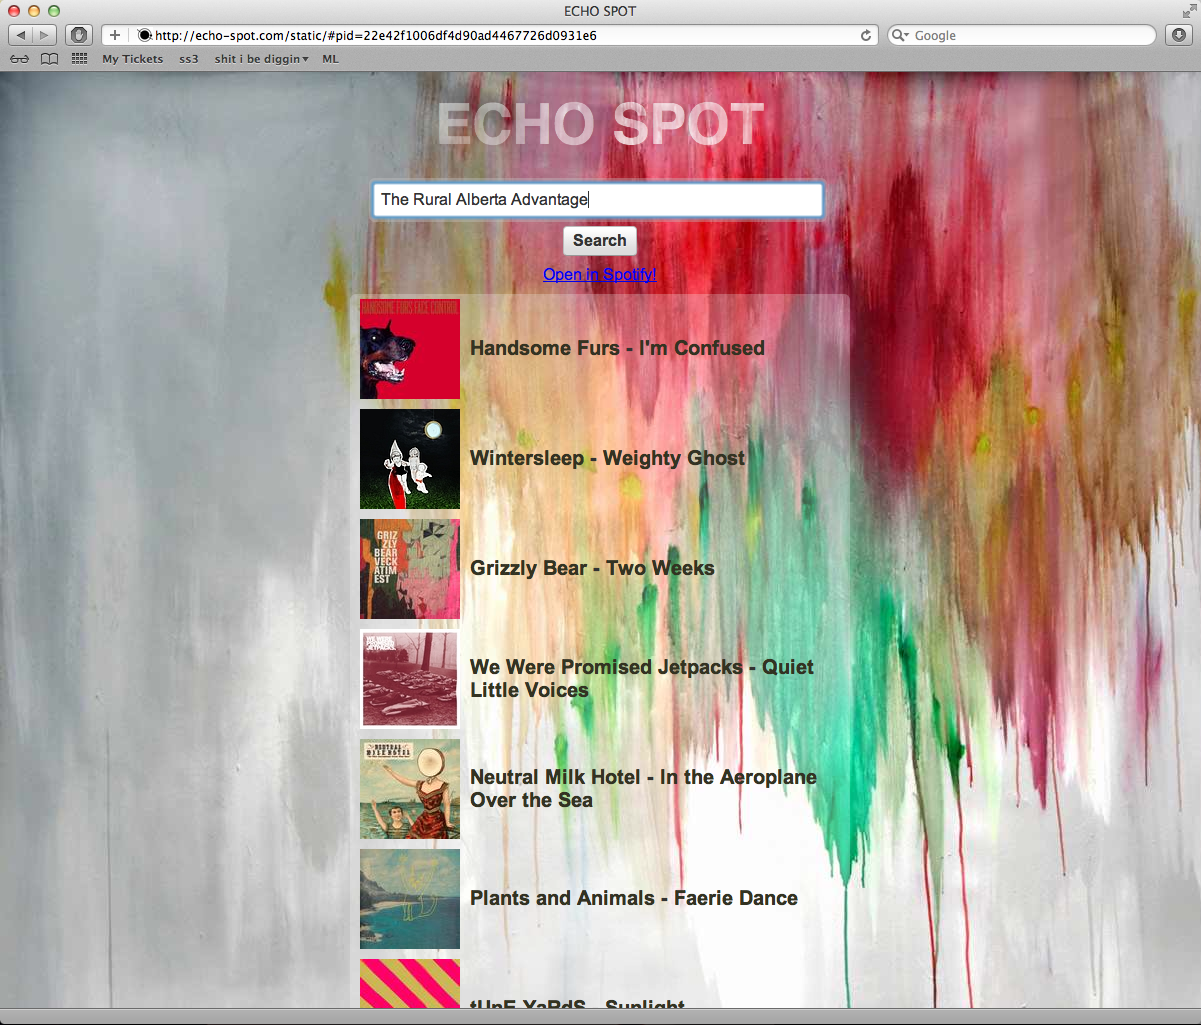 ECHO SPOT
http://echo-spot.com/static/#pid=22e42f1006df4d90ad4467726d0931e6
Google
My Tickets ss3 shit i be diggin ML
ECHO SPOT
The Rural Alberta Advantage
Search
Open in Spotify!
HANDSOME FURS FACE CONTROL
Handsome Furs - I'm Confused
Wintersleep - Weighty Ghost
GRIZ
ZLY
BEAR
VECK
ATIM
EST
Grizzly Bear - Two Weeks
WE WERE
PROMISED
JETPACKS
We Were Promised Jetpacks - Quiet
Little Voices
NEUTRAL
MILK HOTEL
Neutral Milk Hotel - In the Aeroplane
Over the Sea
Plants and Animals - Faerie Dance
tUnE-YaRdS - Sunlight